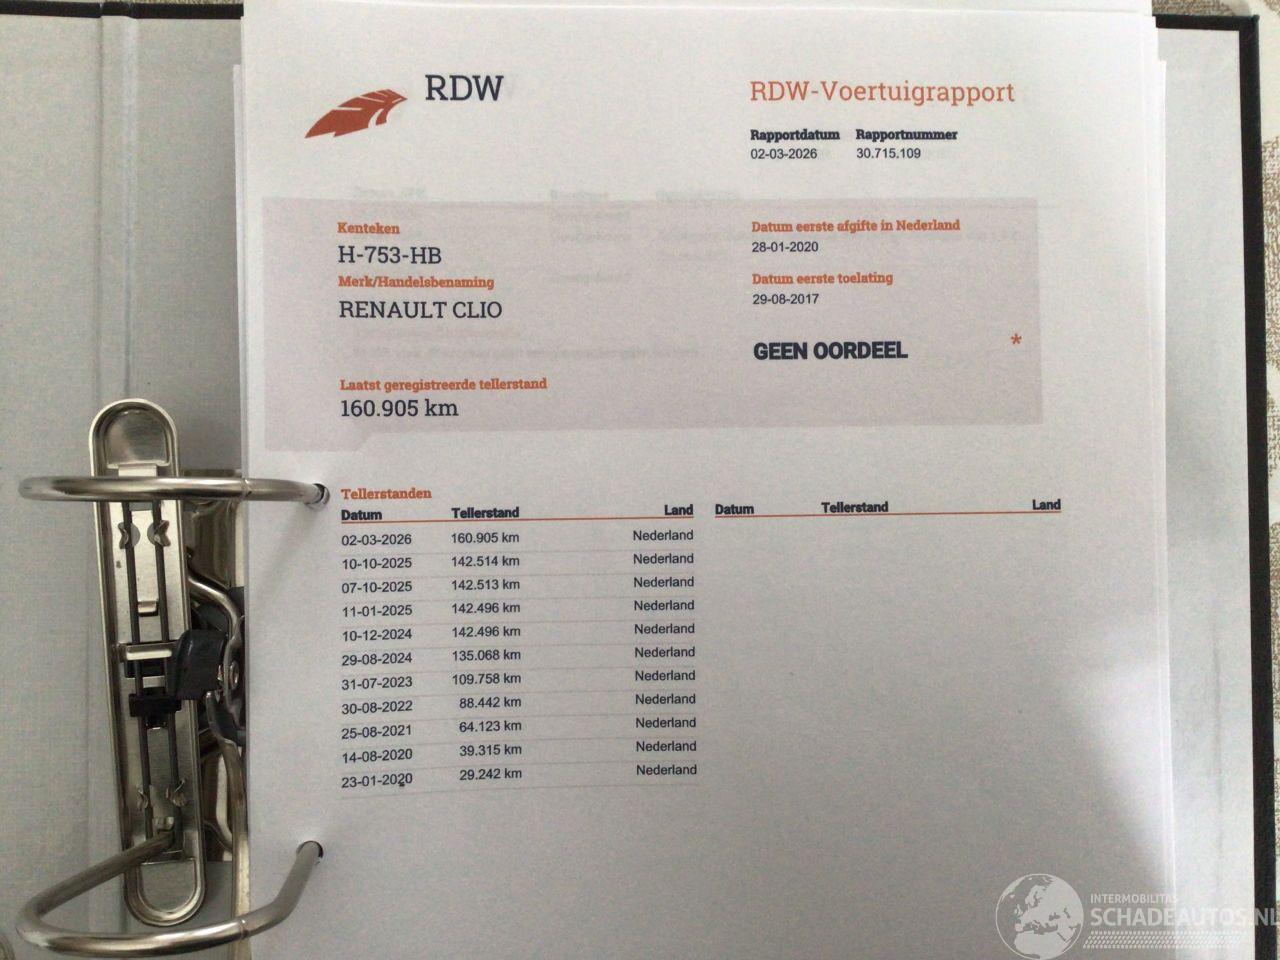 RDW
RDW-Voertuigrapport
Rapportdatum Rapportnummer
02-03-2026 30.715.109
Kenteken
H-753-HB
Merk/Handelsbenaming
RENAULT CLIO
Datum eerste afgifte in Nederland
28-01-2020
Datum eerste toelating
29-08-2017
GEEN OORDEEL *
Laatst geregistreerde tellerstand
160.905 km
Tellerstanden
Datum Tellerstand Land Datum Tellerstand Land
02-03-2026 160.905 km Nederland
10-10-2025 142.514 km Nederland
07-10-2025 142.513 km Nederland
11-01-2025 142.496 km Nederland
10-12-2024 142.496 km Nederland
29-08-2024 135.068 km Nederland
31-07-2023 109.758 km Nederland
30-08-2022 88.442 km Nederland
25-08-2021 64.123 km Nederland
14-08-2020 39.315 km Nederland
23-01-2020 29.242 km Nederland
INTERMOBILITAS
SCHADEAUTOS.NL